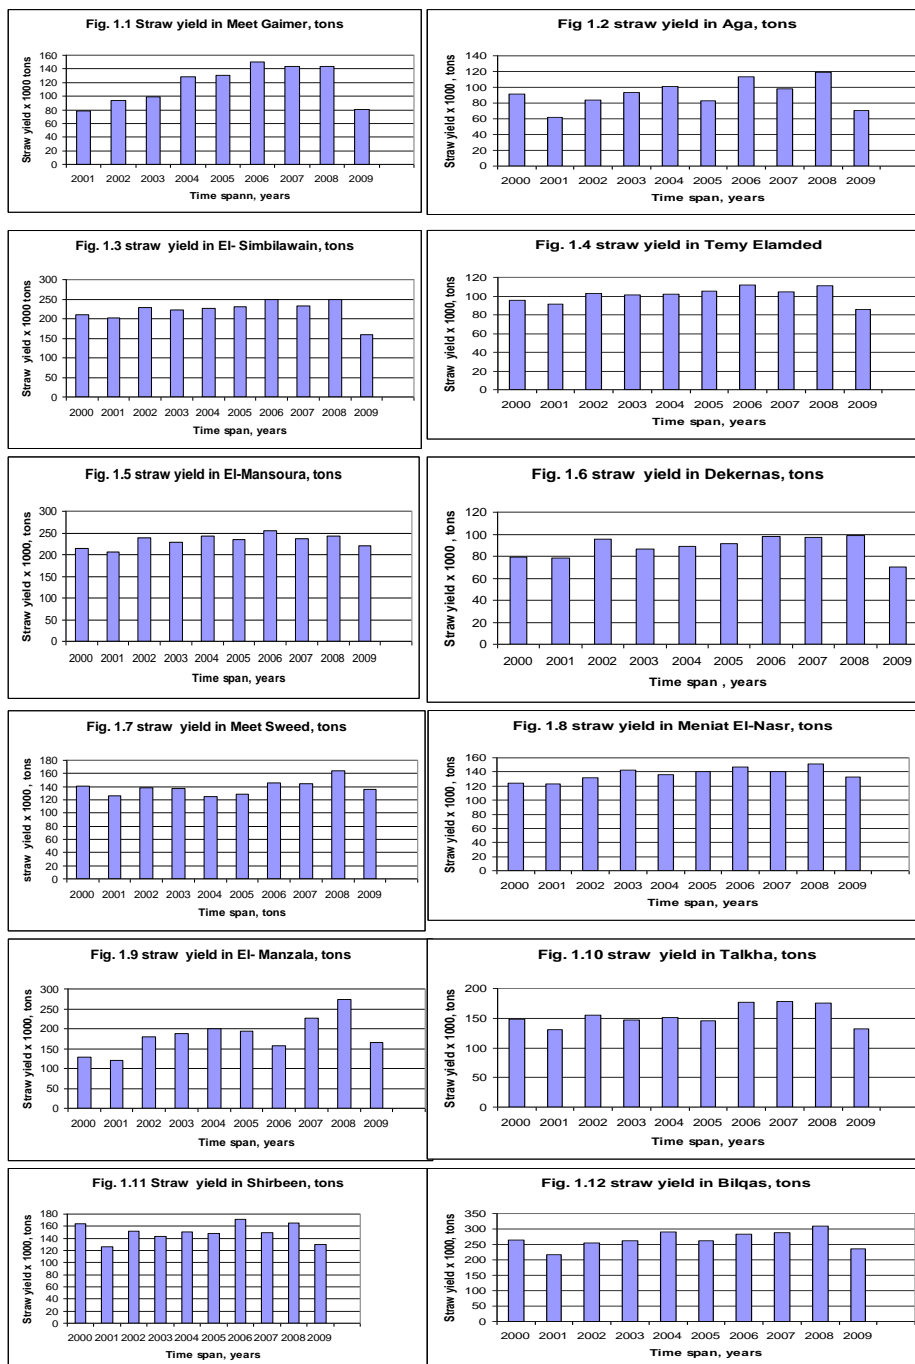 Fig. 1.1 Straw yield in Meet Gaimer, tons
Straw yield x 1000 tons
160
140
120
100
80
60
40
20
0
2001 2002 2003 2004 2005 2006 2007 2008 2009
Time spann, years
Fig 1.2 straw yield in Aga, tons
Straw yield x 1000 , tons
140
120
100
80
60
40
20
0
2000 2001 2002 2003 2004 2005 2006 2007 2008 2009
Time span, years
Fig. 1.3 straw yield in El- Simbilawain, tons
Straw yield x 1000 tons
300
250
200
150
100
50
0
2000 2001 2002 2003 2004 2005 2006 2007 2008 2009
Time span, years
Fig. 1.4 straw yield in Temy Elamded
Straw yield x 1000, tons
120
100
80
60
40
20
0
2000 2001 2002 2003 2004 2005 2006 2007 2008 2009
Time span, years
Fig. 1.5 straw yield in El-Mansoura, tons
Straw yield x 1000, tons
300
250
200
150
100
50
0
2000 2001 2002 2003 2004 2005 2006 2007 2008 2009
Time span, years
Fig. 1.6 straw yield in Dekernas, tons
Straw yield x 1000 , tons
120
100
80
60
40
20
0
2000 2001 2002 2003 2004 2005 2006 2007 2008 2009
Time span , years
Fig. 1.7 straw yield in Meet Sweed, tons
straw yield x 1000, tons
180
160
140
120
100
80
60
40
20
0
2000 2001 2002 2003 2004 2005 2006 2007 2008 2009
Time span, tons
Fig. 1.8 straw yield in Meniat El-Nasr, tons
Straw yield x 1000, tons
160
140
120
100
80
60
40
20
0
2000 2001 2002 2003 2004 2005 2006 2007 2008 2009
Time span, years
Fig. 1.9 straw yield in El- Manzala, tons
Straw yield x 1000, tons
300
250
200
150
100
50
0
2000 2001 2002 2003 2004 2005 2006 2007 2008 2009
Time span, years
Fig. 1.10 straw yield in Talkha, tons
Straw yield x 1000, tons
200
150
100
50
0
2000 2001 2002 2003 2004 2005 2006 2007 2008 2009
Time span, years
Fig. 1.11 Straw yield in Shirbeen, tons
Straw yield x 1000, tons
180
160
140
120
100
80
60
40
20
0
2000 2001 2002 2003 2004 2005 2006 2007 2008 2009
Time span, years
Fig. 1.12 straw yield in Bilqas, tons
Straw yield x 1000, tons
350
300
250
200
150
100
50
0
2000 2001 2002 2003 2004 2005 2006 2007 2008 2009
Time span, years